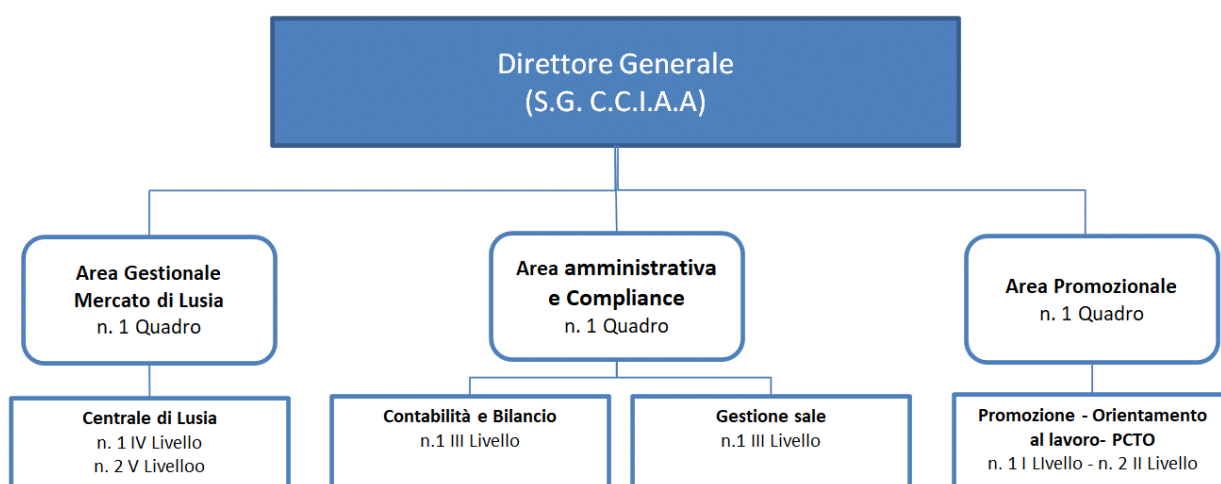 Direttore Generale
(S.G. C.C.I.A.A)
Area Gestionale
Mercato di Lusia
n. 1 Quadro
Area amministrativa
e Compliance
n. 1 Quadro
Area Promozionale
n. 1 Quadro
Centrale di Lusia
n. 1 IV Livello
n. 2 V Livelloo
Contabilità e Bilancio
n.1 III Livello
Gestione sale
n.1 III Livello
Promozione - Orientamento
al lavoro- PCTO
n. 1 I LIvello - n. 2 II Livello